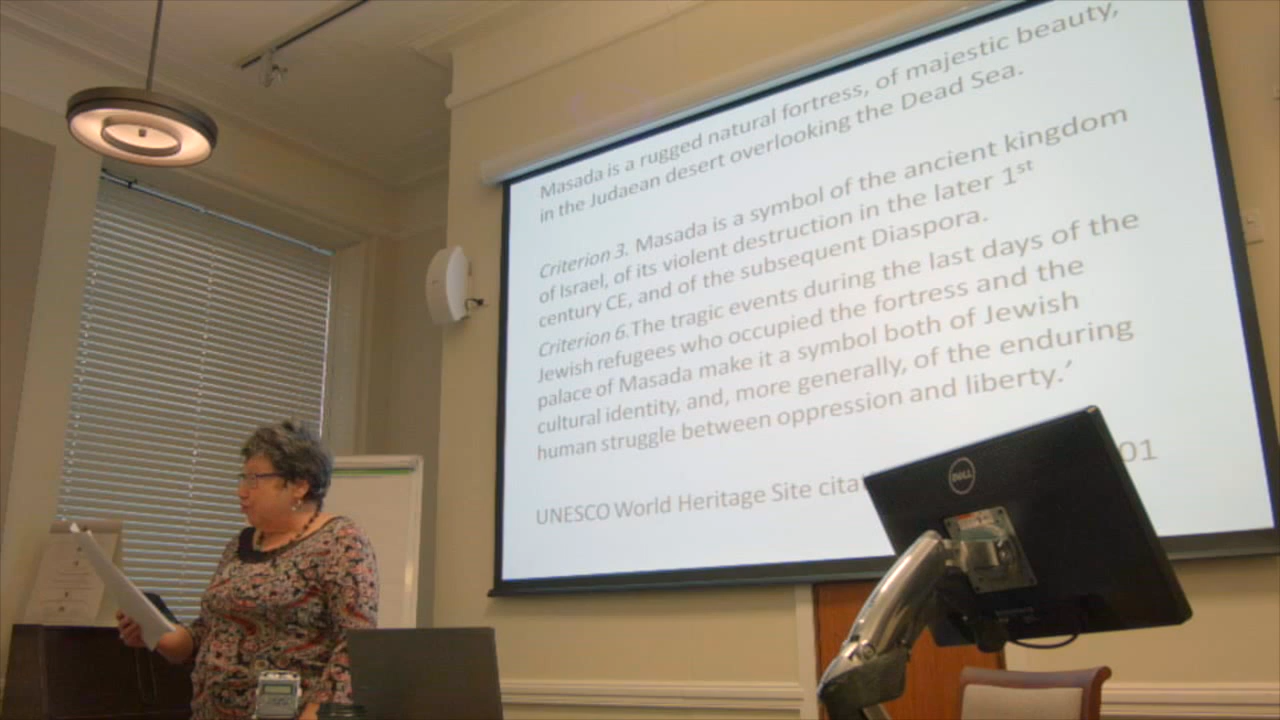 Masada is a rugged natural fortress, of majestic beauty,
in the Judaean desert overlooking the Dead Sea.
Criterion 3. Masada is a symbol of the ancient kingdom
of Israel, of its violent destruction in the later 1st
century CE, and of the subsequent Diaspora.
Criterion 6. The tragic events during the last days of the
Jewish refugees who occupied the fortress and the
palace of Masada make it a symbol both of Jewish
cultural identity, and, more generally, of the enduring
human struggle between oppression and liberty.’
UNESCO World Heritage Site 01
DELL